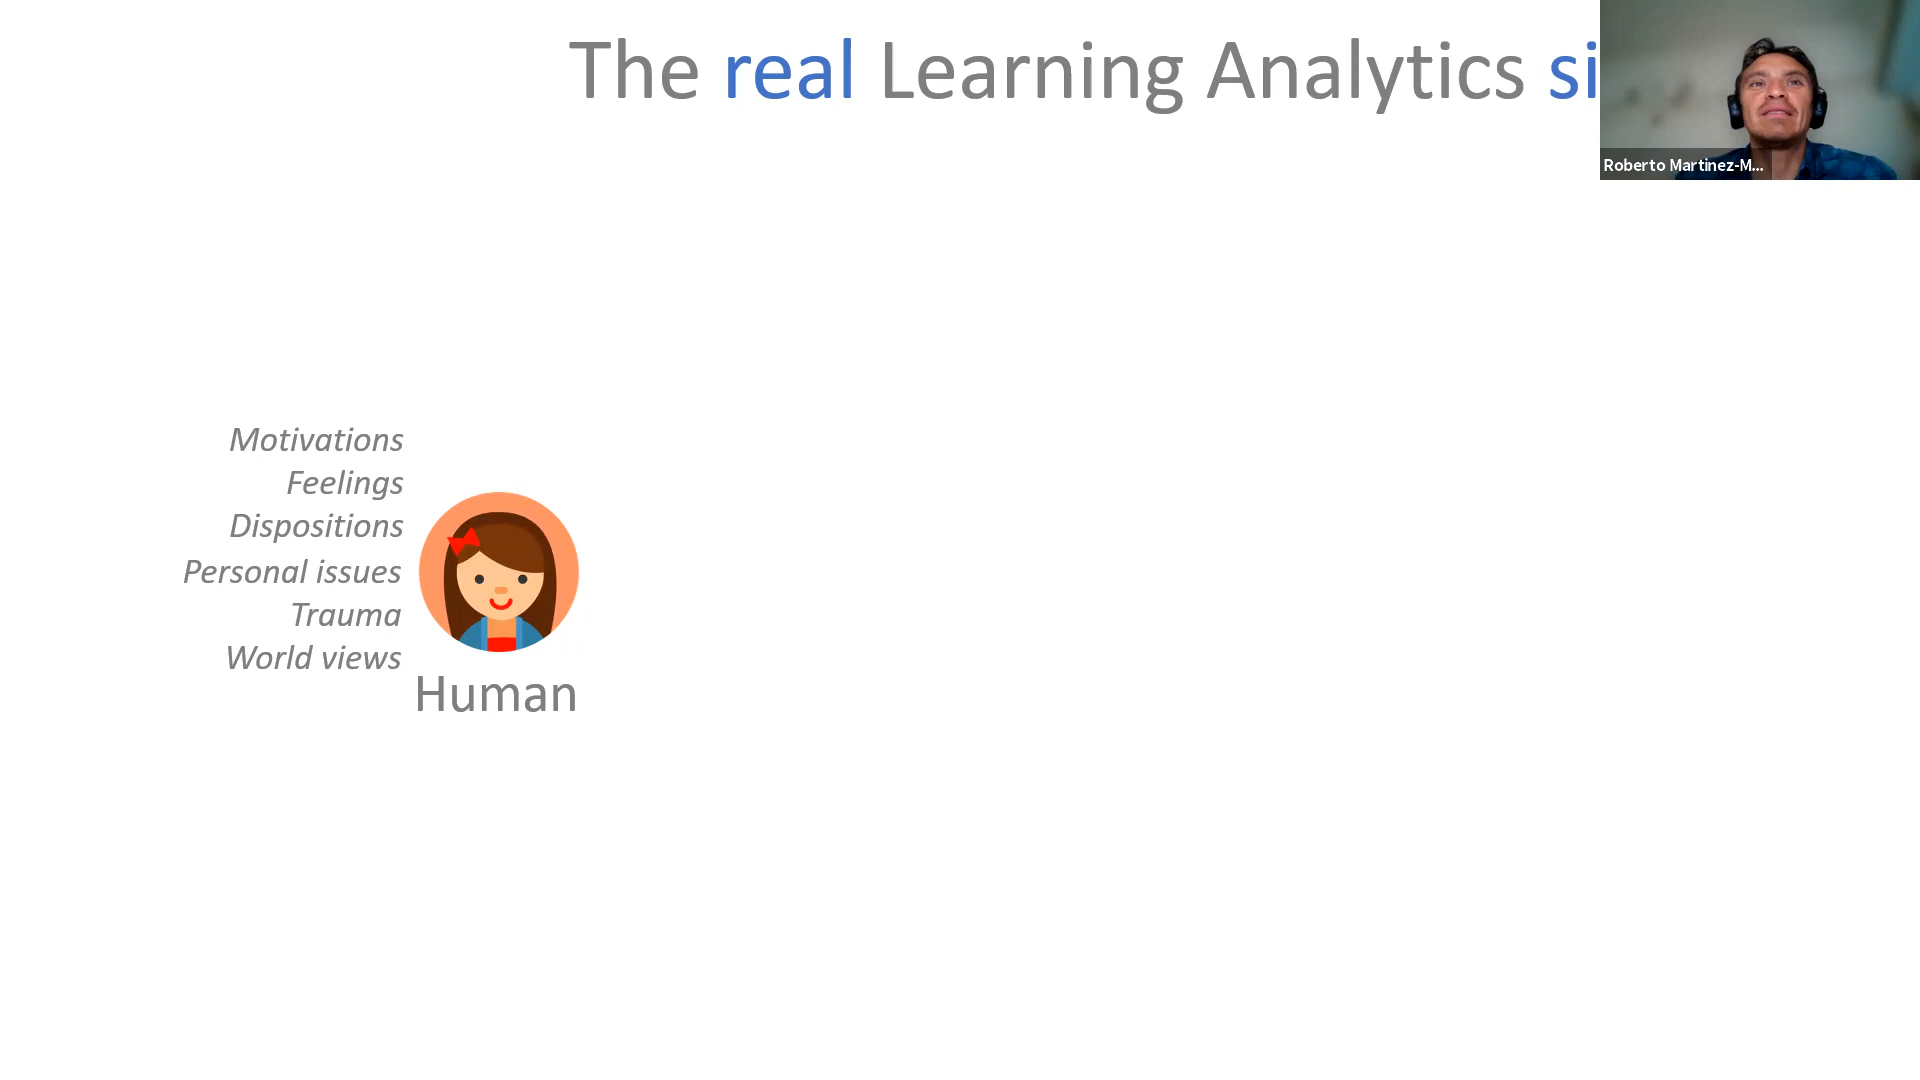 The real Learning Analytics si
Roberto Martinez-M...
Motivations
Feelings
Dispositions
Personal issues
Trauma
World views
Human